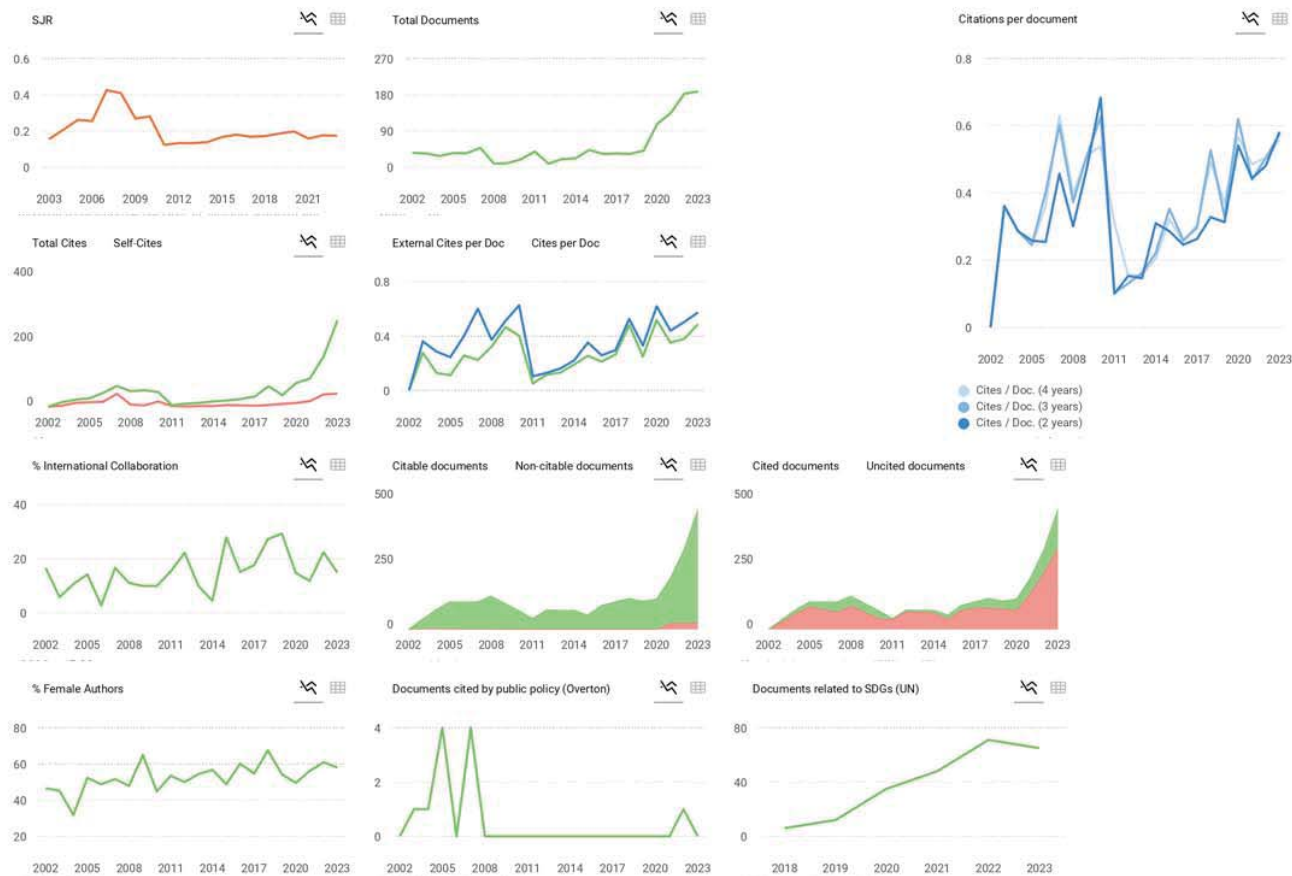 SJR
0.6
0.4
0.2
0
2003 2006 2009 2012 2015 2018 2021
Total Documents
270
180
90
0
2002 2005 2008 2011 2014 2017 2020 2023
Citations per document
0.8
0.6
0.4
0.2
0
2002 2005 2008 2011 2014 2017 2020 2023
Cites / Doc. (4 years)
Cites / Doc. (3 years)
Cites / Doc. (2 years)
Total Cites Self-Cites
400
200
0
2002 2005 2008 2011 2014 2017 2020 2023
External Cites per Doc Cites per Doc
0.8
0.4
0
2002 2005 2008 2011 2014 2017 2020 2023
% International Collaboration
40
20
0
2002 2005 2008 2011 2014 2017 2020 2023
Citable documents Non-citable documents
500
250
0
2002 2005 2008 2011 2014 2017 2020 2023
Cited documents Uncited documents
500
250
0
2002 2005 2008 2011 2014 2017 2020 2023
% Female Authors
80
60
40
20
2002 2005 2008 2011 2014 2017 2020 2023
Documents cited by public policy (Overton)
4
2
0
2002 2005 2008 2011 2014 2017 2020 2023
Documents related to SDGs (UN)
80
40
0
2018 2019 2020 2021 2022 2023